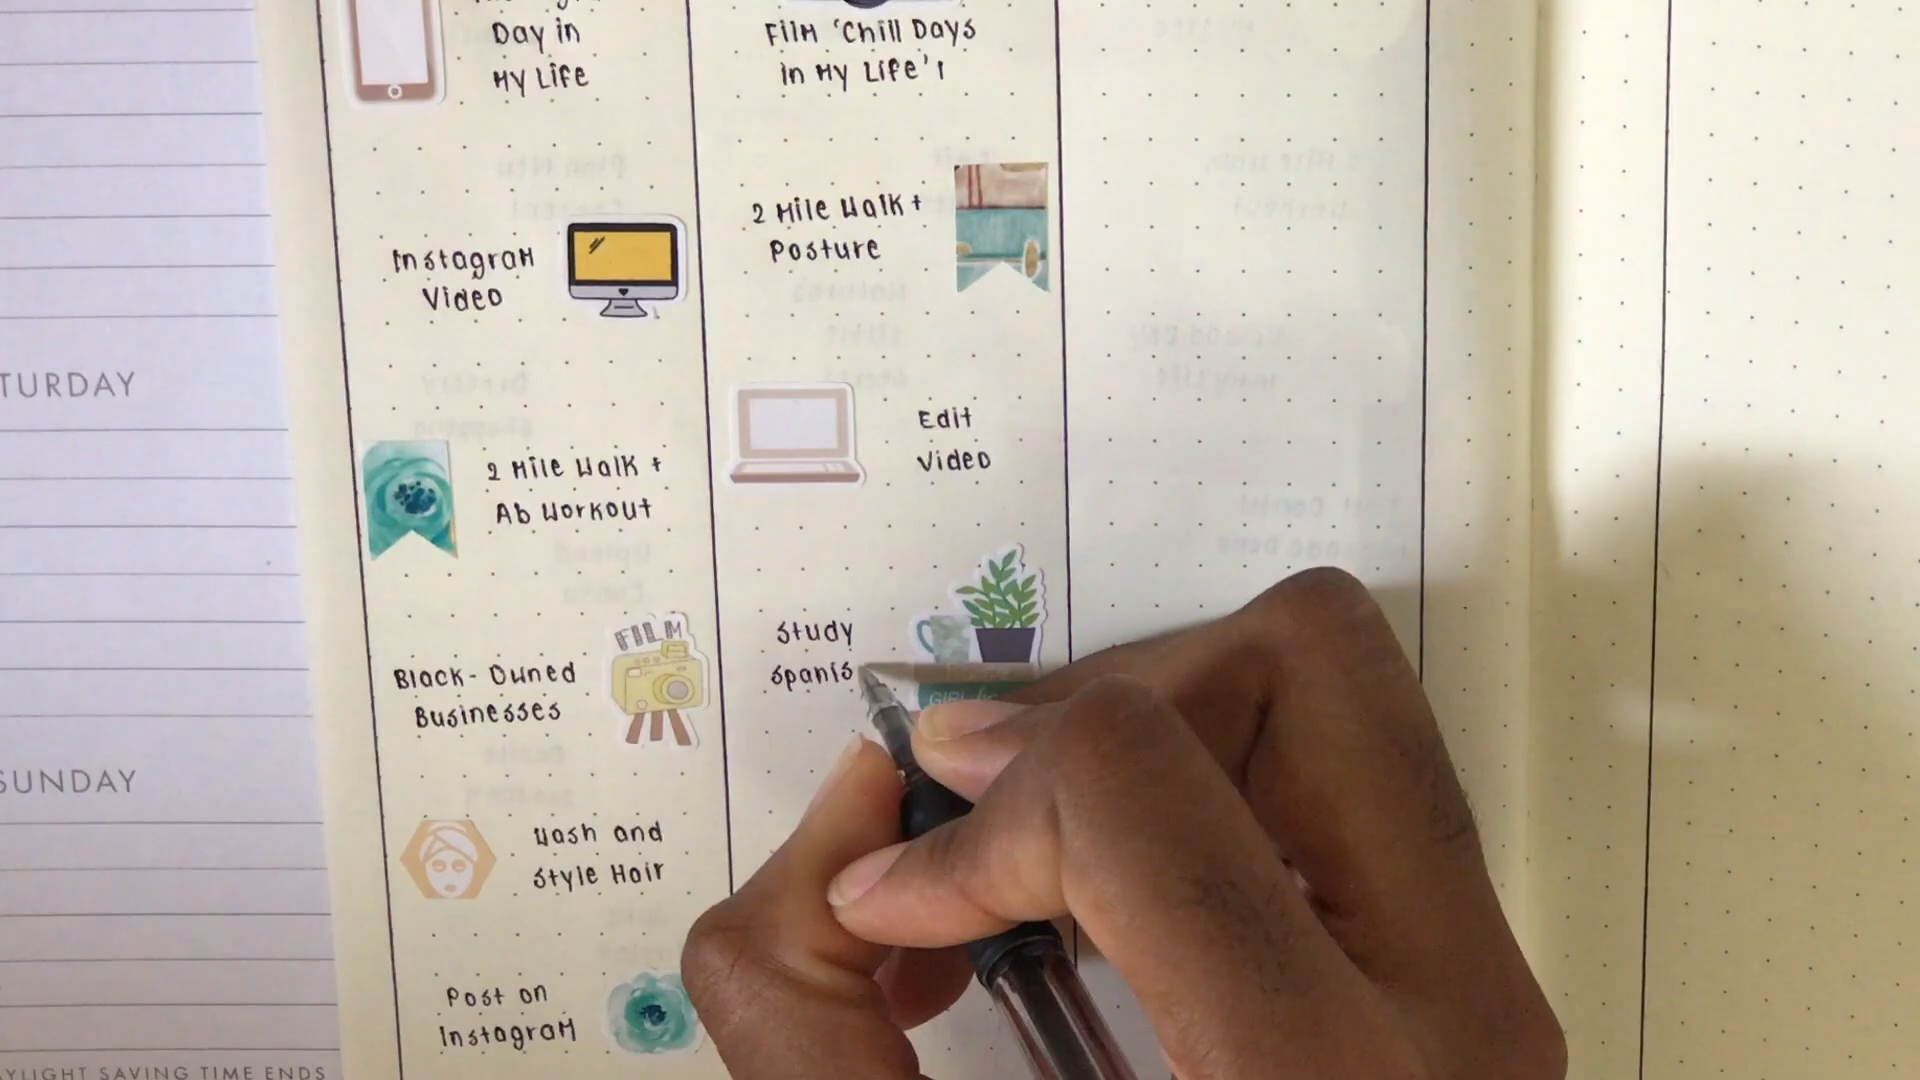 Day in
My Life
Instagram
Video
2 Mile Walk +
Ab Workout
FILM
Black-Owned
Businesses
Wash and
Style Hair
Post on
Instagram
Film 'Chill Days
in My Life'!
2 Mile Walk +
Posture
Edit
Video
Study
Spanis
GIRL
TURDAY
SUNDAY
YLIGHT SAVING TIME ENDS